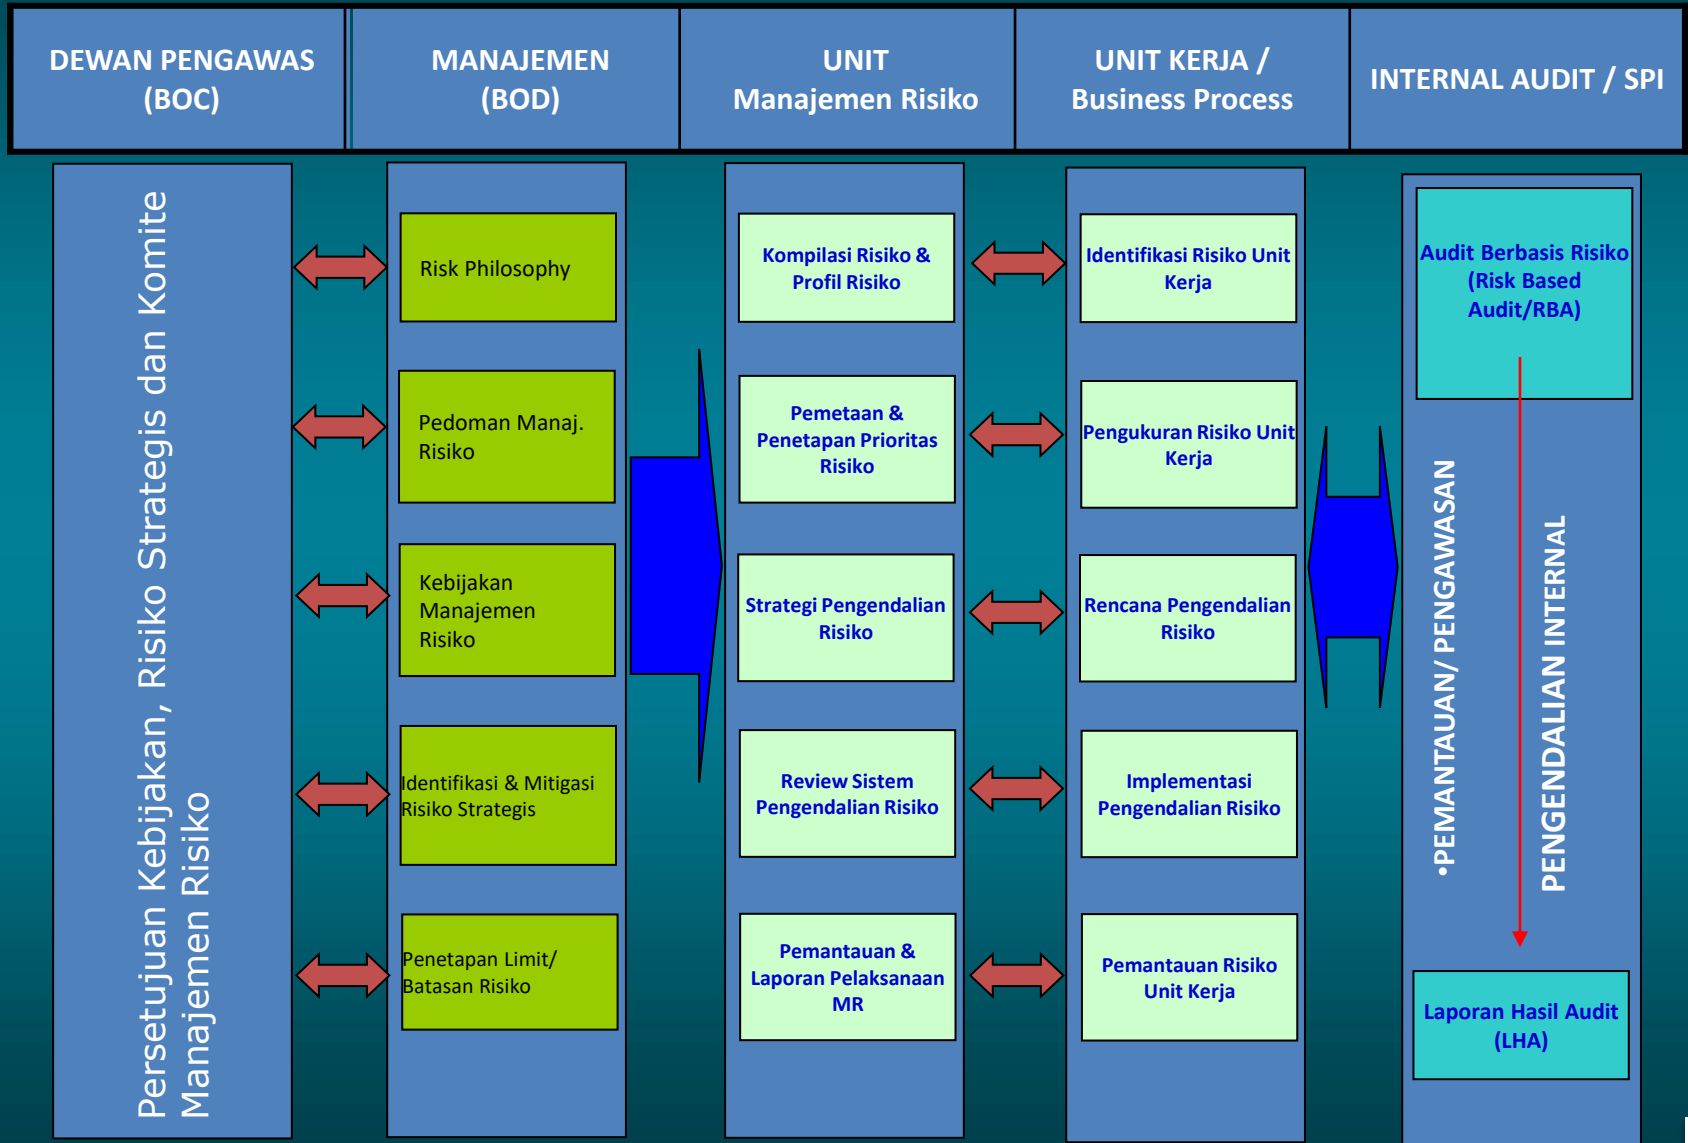 DEWAN PENGAWAS
(BOC)
MANAJEMEN
(BOD)
UNIT
Manajemen Risiko
UNIT KERJA /
Business Process
INTERNAL AUDIT / SPI
Persetujuan Kebijakan, Risiko Strategis dan Komite
Manajemen Risiko
Risk Philosophy
Pedoman Manaj.
Risiko
Kebijakan
Manajemen
Risiko
Identifikasi & Mitigasi
Risiko Strategis
Penetapan Limit/
Batasan Risiko
Kompilasi Risiko &
Profil Risiko
Pemetaan &
Penetapan Prioritas
Risiko
Strategi Pengendalian
Risiko
Review Sistem
Pengendalian Risiko
Pemantauan &
Laporan Pelaksanaan
MR
Identifikasi Risiko Unit
Kerja
Pengukuran Risiko Unit
Kerja
Rencana Pengendalian
Risiko
Implementasi
Pengendalian Risiko
Pemantauan Risiko
Unit Kerja
Audit Berbasis Risiko
(Risk Based
Audit/RBA)
•PEMANTAUAN/ PENGAWASAN
PENGENDALIAN INTERNAL
Laporan Hasil Audit
(LHA)